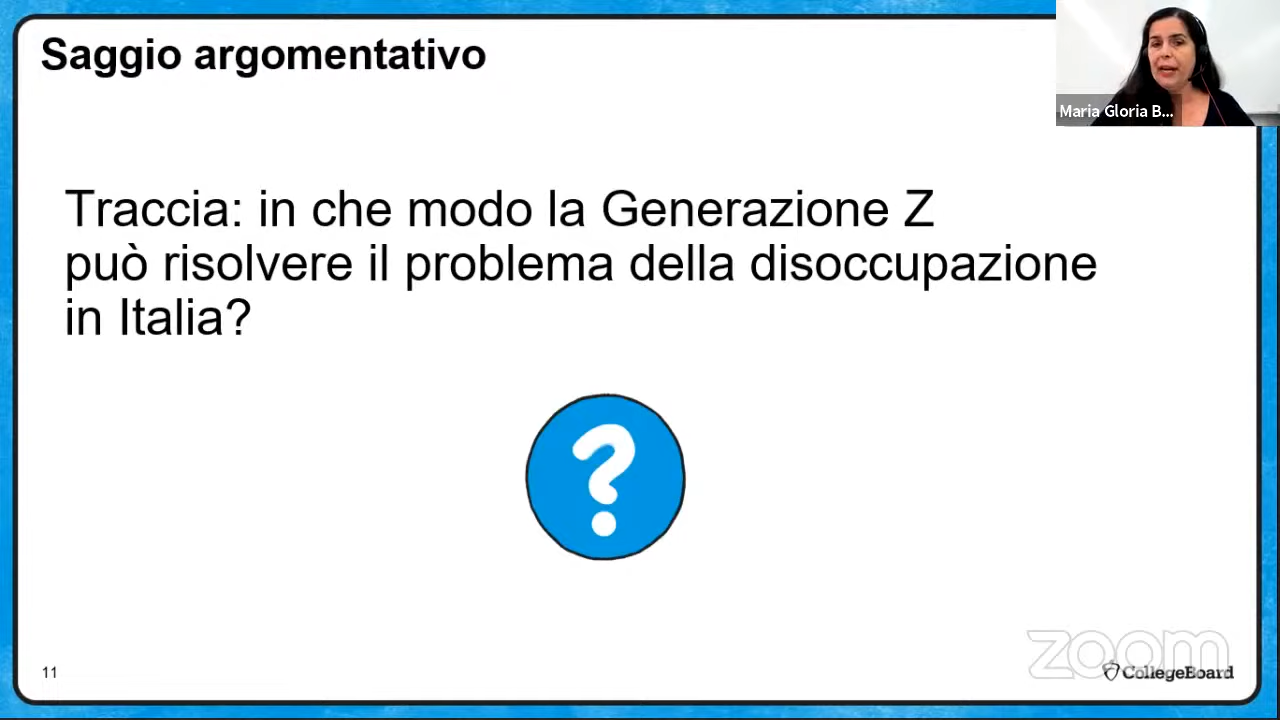 Saggio argomentativo
Maria Gloria B...
Traccia: in che modo la Generazione Z
può risolvere il problema della disoccupazione
in Italia?
?
11
zoom
CollegeBoard